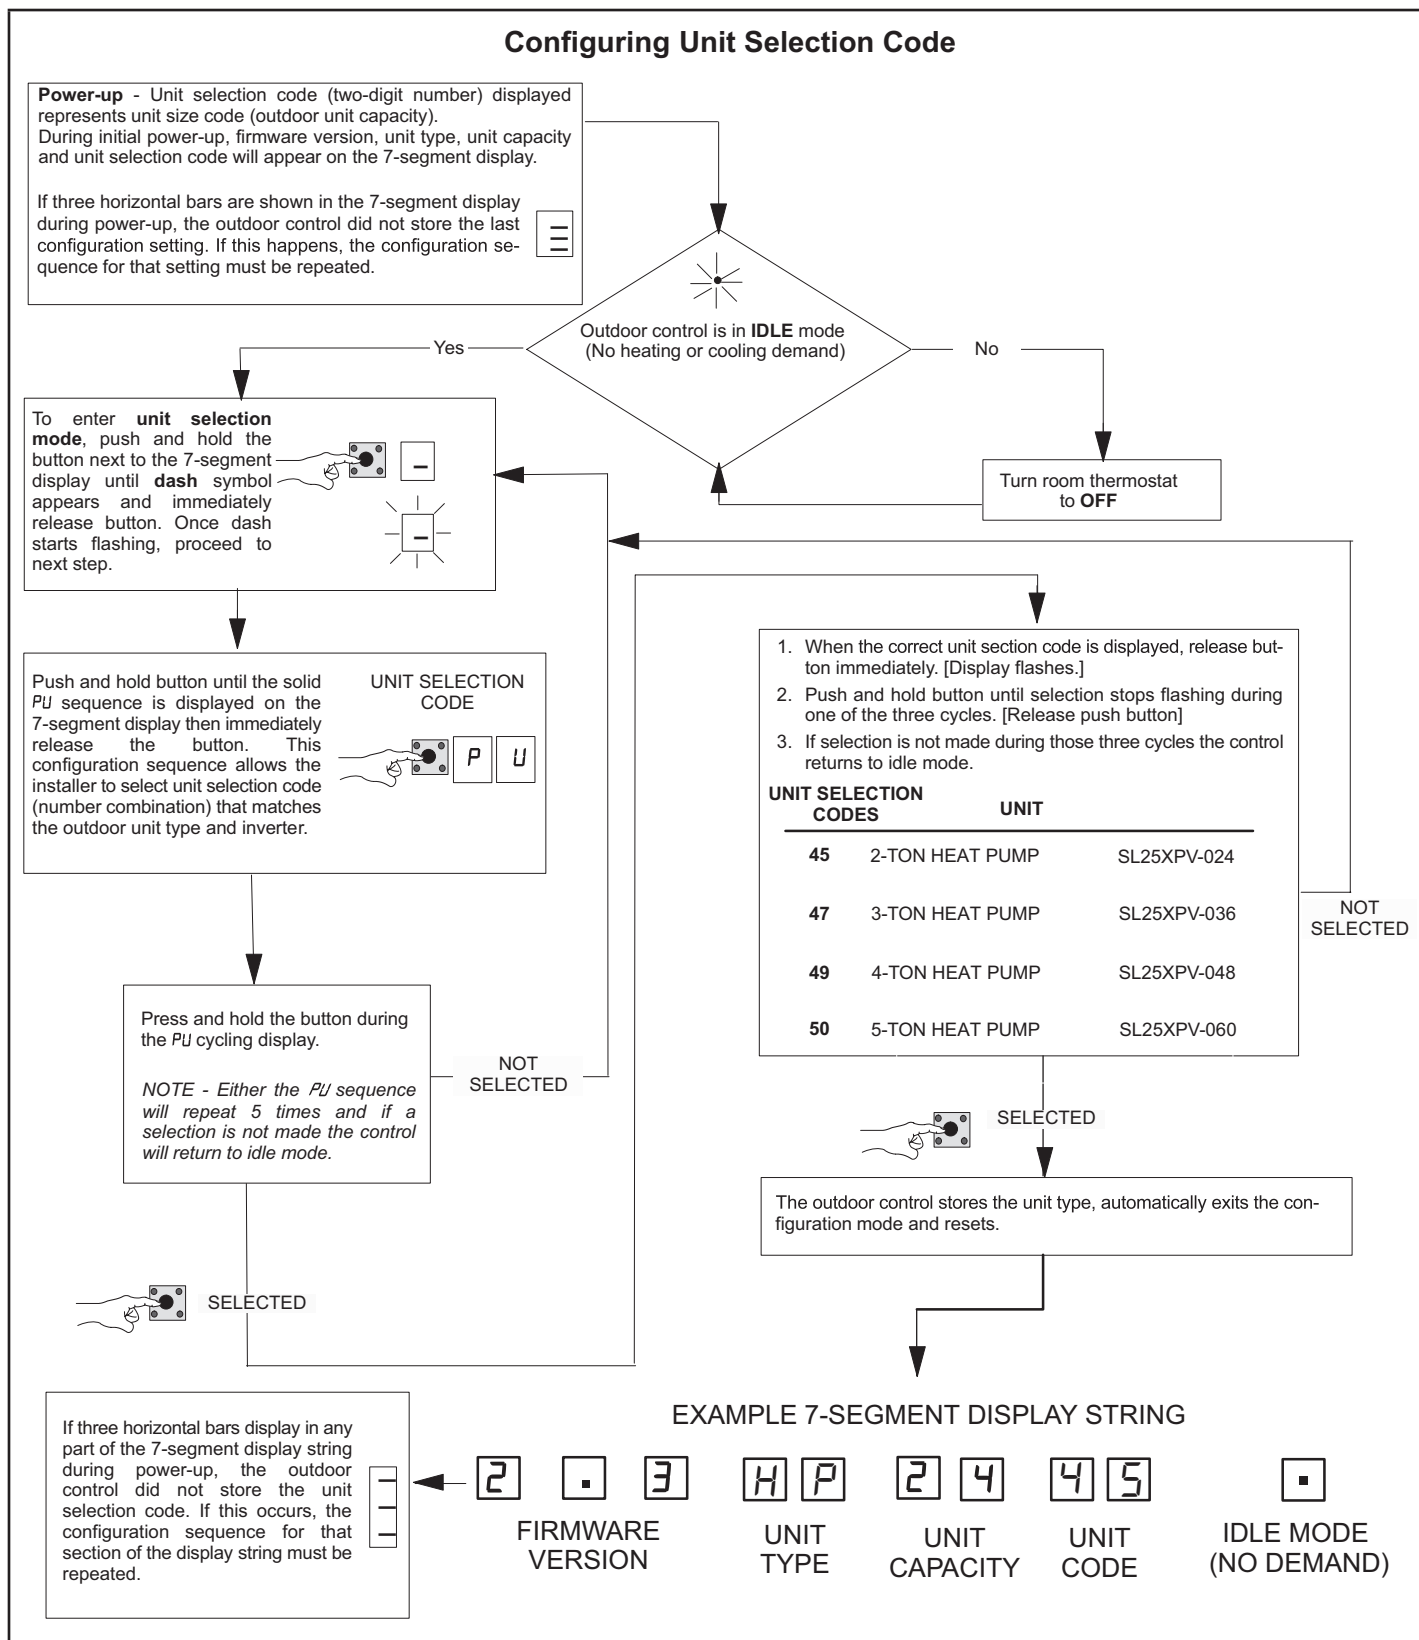 Configuring Unit Selection Code
Power-up - Unit selection code (two-digit number) displayed
represents unit size code (outdoor unit capacity).
During initial power-up, firmware version, unit type, unit capacity
and unit selection code will appear on the 7-segment display.
If three horizontal bars are shown in the 7-segment display
during power-up, the outdoor control did not store the last
configuration setting. If this happens, the configuration se-
quence for that setting must be repeated.
Outdoor control is in IDLE mode
(No heating or cooling demand)
Yes
No
Turn room thermostat
to OFF
To enter unit selection
mode, push and hold the
button next to the 7-segment
display until dash symbol
appears and immediately
release button. Once dash
starts flashing, proceed to
next step.
Push and hold button until the solid
PU sequence is displayed on the
7-segment display then immediately
release the button. This
configuration sequence allows the
installer to select unit selection code
(number combination) that matches
the outdoor unit type and inverter.
UNIT SELECTION
CODE
P U
Press and hold the button during
the PU cycling display.
NOTE - Either the PU sequence
will repeat 5 times and if a
selection is not made the control
will return to idle mode.
NOT
SELECTED
SELECTED
1. When the correct unit section code is displayed, release but-
ton immediately. [Display flashes.]
2. Push and hold button until selection stops flashing during
one of the three cycles. [Release push button]
3. If selection is not made during those three cycles the control
returns to idle mode.
UNIT SELECTION
CODES UNIT
45 2-TON HEAT PUMP SL25XPV-024
47 3-TON HEAT PUMP SL25XPV-036
49 4-TON HEAT PUMP SL25XPV-048
50 5-TON HEAT PUMP SL25XPV-060
NOT
SELECTED
SELECTED
The outdoor control stores the unit type, automatically exits the con-
figuration mode and resets.
EXAMPLE 7-SEGMENT DISPLAY STRING
2 . 3 H P 2 4 4 5 .
FIRMWARE
VERSION
UNIT
TYPE
UNIT
CAPACITY
UNIT
CODE
IDLE MODE
(NO DEMAND)
If three horizontal bars display in any
part of the 7-segment display string
during power-up, the outdoor
control did not store the unit
selection code. If this occurs, the
configuration sequence for that
section of the display string must be
repeated.